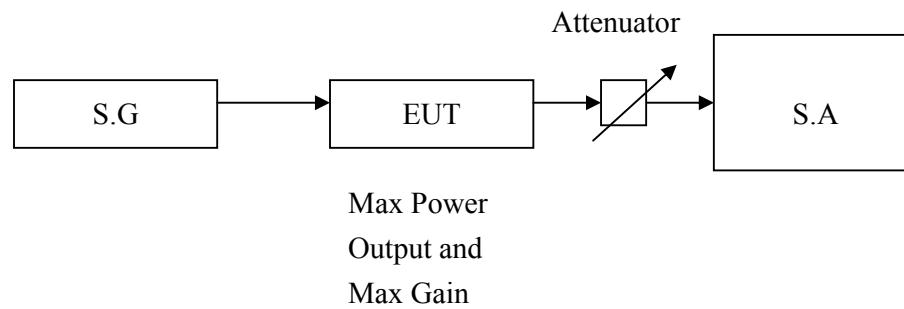 Attenuator
S.G
EUT
S.A
Max Power
Output and
Max Gain